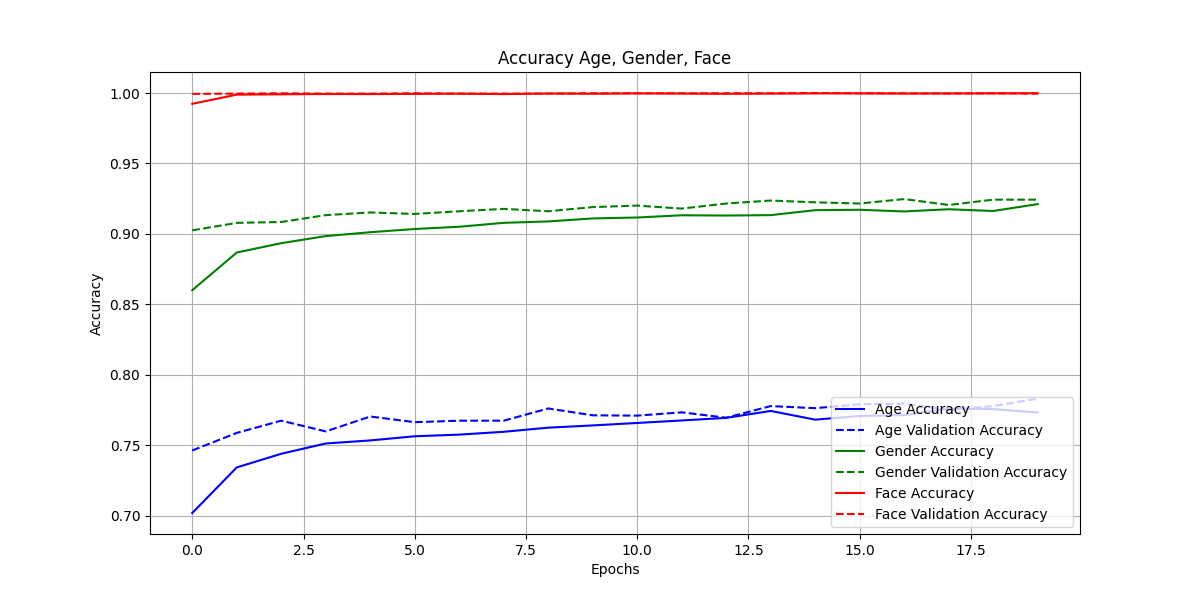 Accuracy Age, Gender, Face
1.00
0.95
0.90
0.85
0.80
0.75
0.70
Accuracy
0.0 2.5 5.0 7.5 10.0 12.5 15.0 17.5
Epochs
Age Accuracy
Age Validation Accuracy
Gender Accuracy
Gender Validation Accuracy
Face Accuracy
Face Validation Accuracy